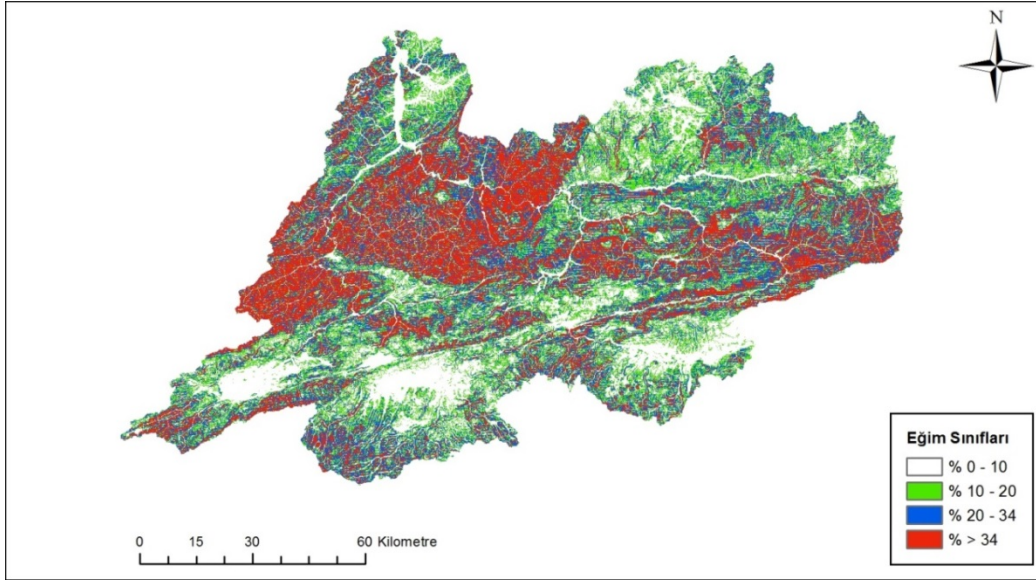 N
Eğim Sınıfları
% 0 - 10
% 10 - 20
% 20 - 34
% > 34
0 15 30 60 Kilometre